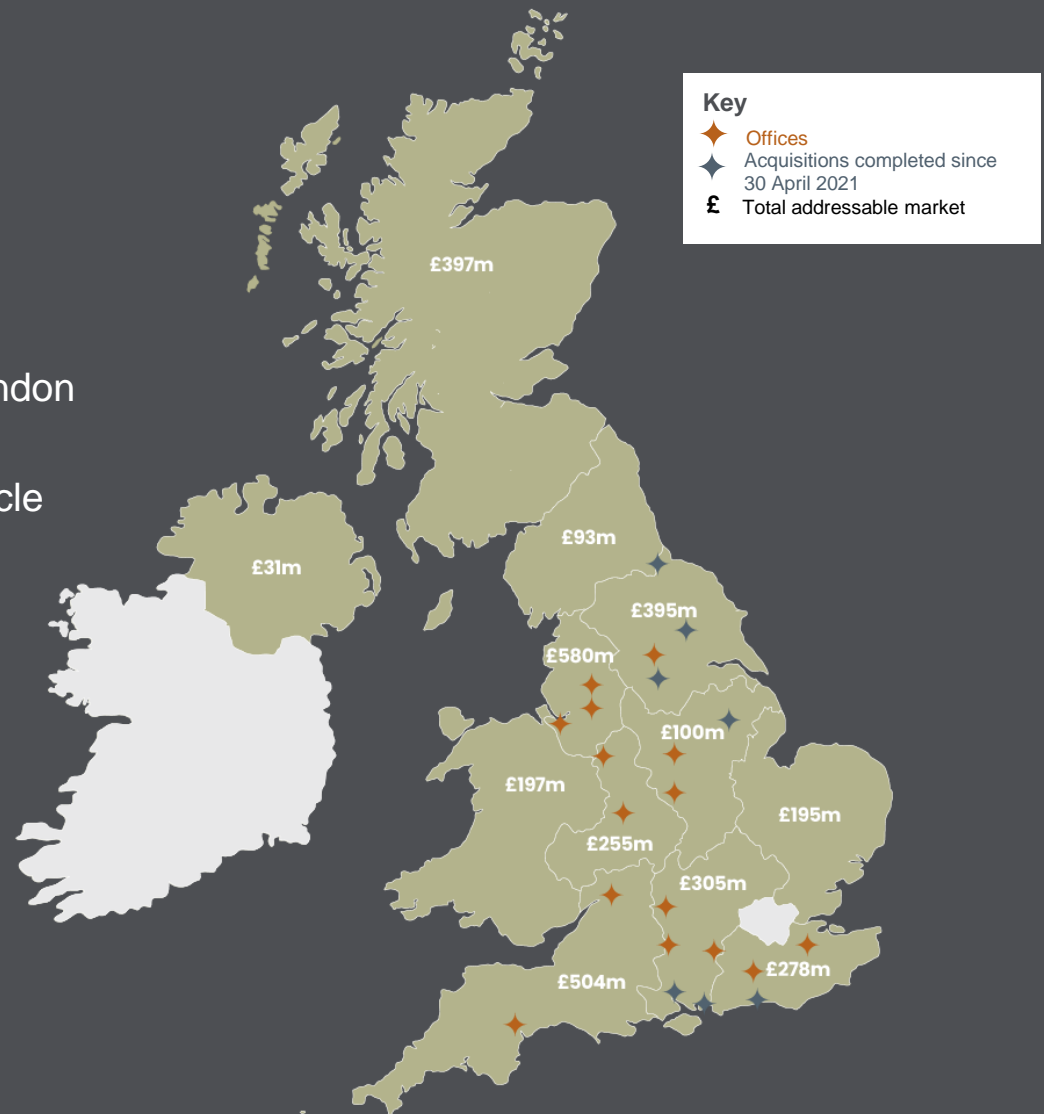 Key
Offices
Acquisitions completed since
30 April 2021
£ Total addressable market
£397m
ndon
cle
£93m
£31m
£395m
£580m
£100m
£197m
£195m
£255m
£305m
£278m
£504m